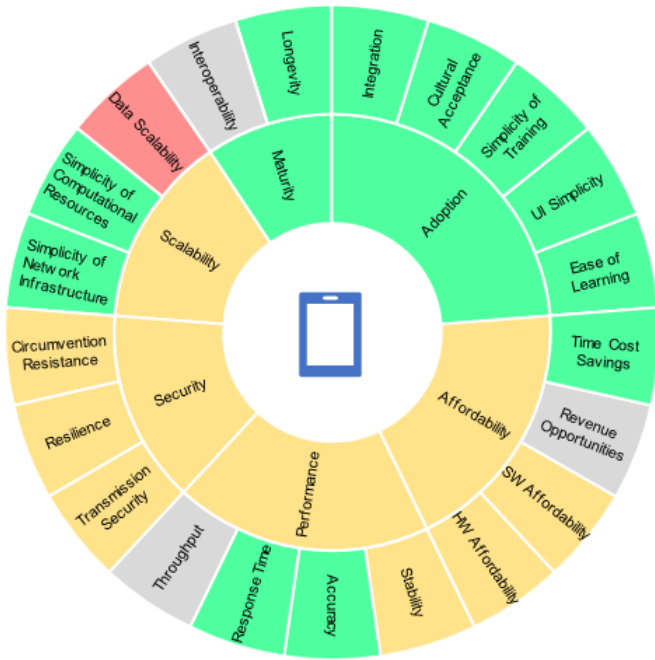 Longevity
Integration
Cultural
Acceptance
Simplicity of
Training
UI Simplicity
Ease of
Learning
Time Cost
Savings
Revenue
Opportunities
SW Affordability
HW Affordability
Stability
Accuracy
Response Time
Throughput
Transmission
Security
Resilience
Circumvention
Resistance
Simplicity of
Network
Infrastructure
Simplicity of
Computational
Resources
Data Scalability
Interoperability
Maturity
Adoption
Affordability
Performance
Security
Scalability